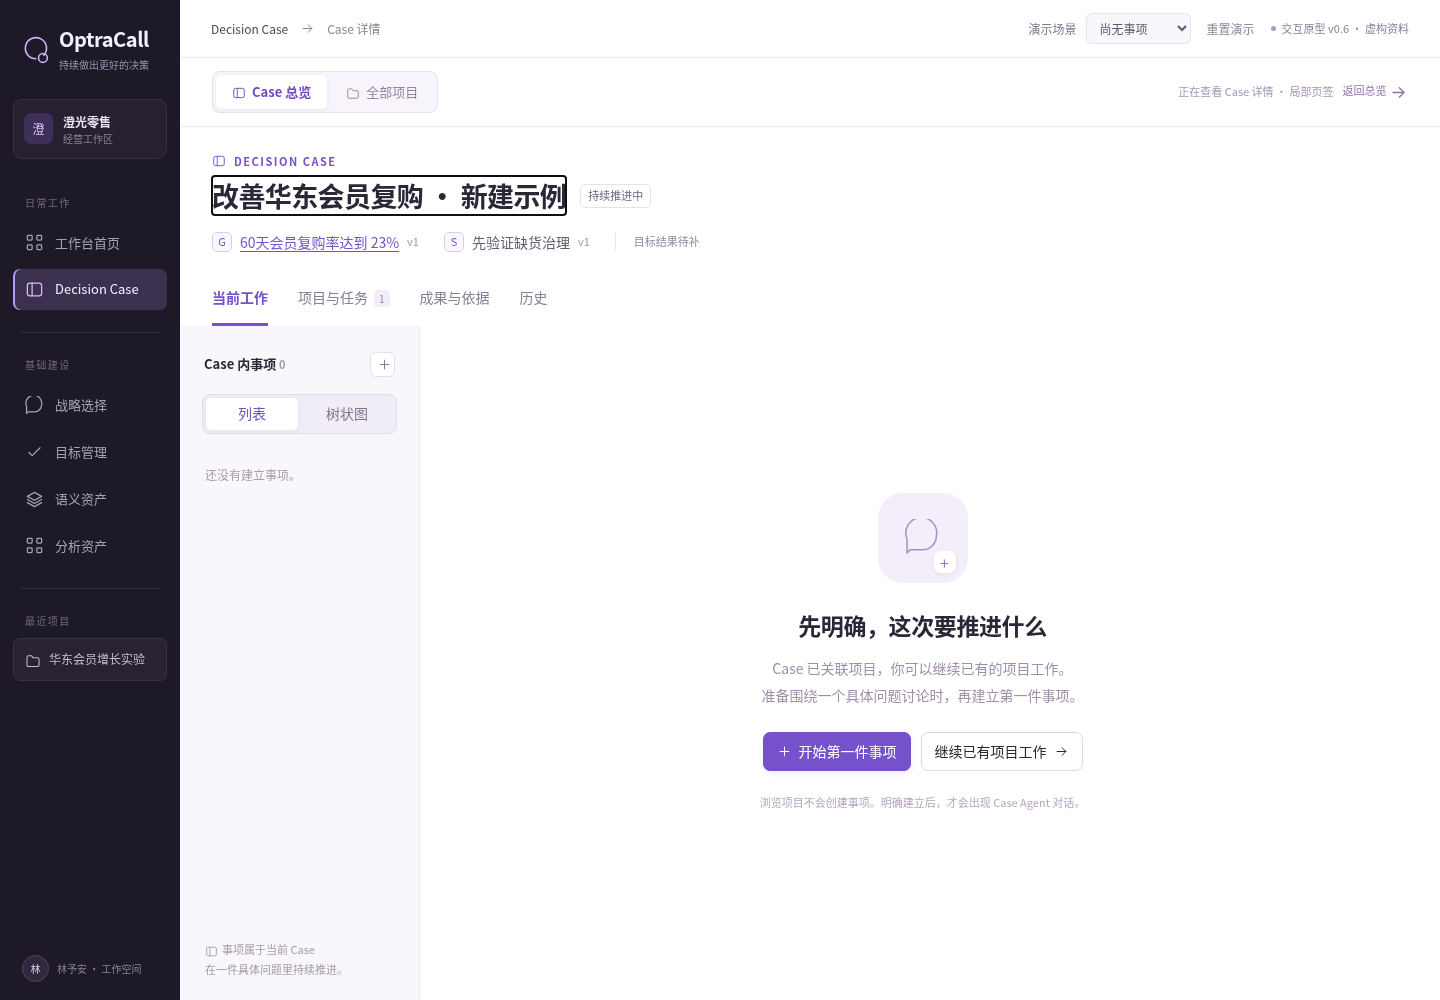 OptraCall
持续做出更好的决策
澄
澄光零售
经营工作区
日常工作
工作台首页
Decision Case
基础建设
战略选择
目标管理
语义资产
分析资产
最近项目
华东会员增长实验
林
林予安 · 工作空间
Decision Case → Case 详情
演示场景 尚无事项 重置演示 交互原型 v0.6 · 虚构资料
Case 总览 全部项目
正在查看 Case 详情 · 局部页签 返回总览 →
DECISION CASE
改善华东会员复购 · 新建示例 持续推进中
G 60天会员复购率达到 23% v1 S 先验证缺货治理 v1 目标结果待补
当前工作 项目与任务 1 成果与依据 历史
Case 内事项 0 +
列表 树状图
还没有建立事项。
事项属于当前 Case
在一件具体问题里持续推进。
先明确，这次要推进什么
Case 已关联项目，你可以继续已有的项目工作。
准备围绕一个具体问题讨论时，再建立第一件事项。
+ 开始第一件事项 继续已有项目工作 →
浏览项目不会创建事项。明确建立后，才会出现 Case Agent 对话。